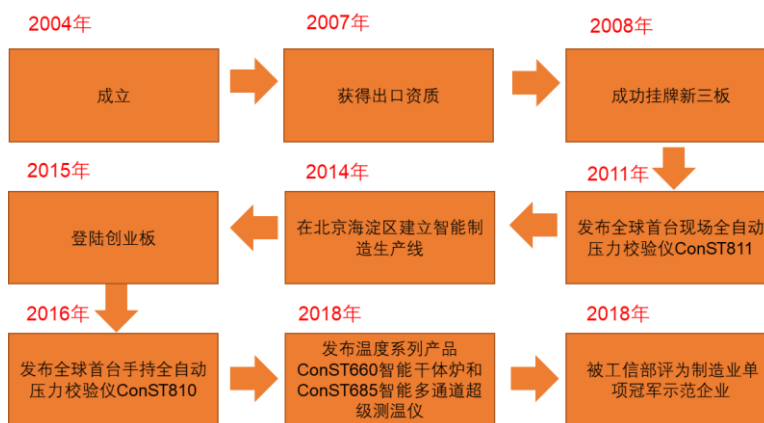 2004年
成立
2007年
获得出口资质
2008年
成功挂牌新三板
2011年
发布全球首台现场全自动
压力校验仪ConST811
2014年
在北京海淀区建立智能制
造生产线
2015年
登陆创业板
2016年
发布全球首台手持全自动
压力校验仪ConST810
2018年
发布温度系列产品
ConST660智能干体炉和
ConST685智能多通道超
级测温仪
2018年
被工信部评为制造业单
项冠军示范企业